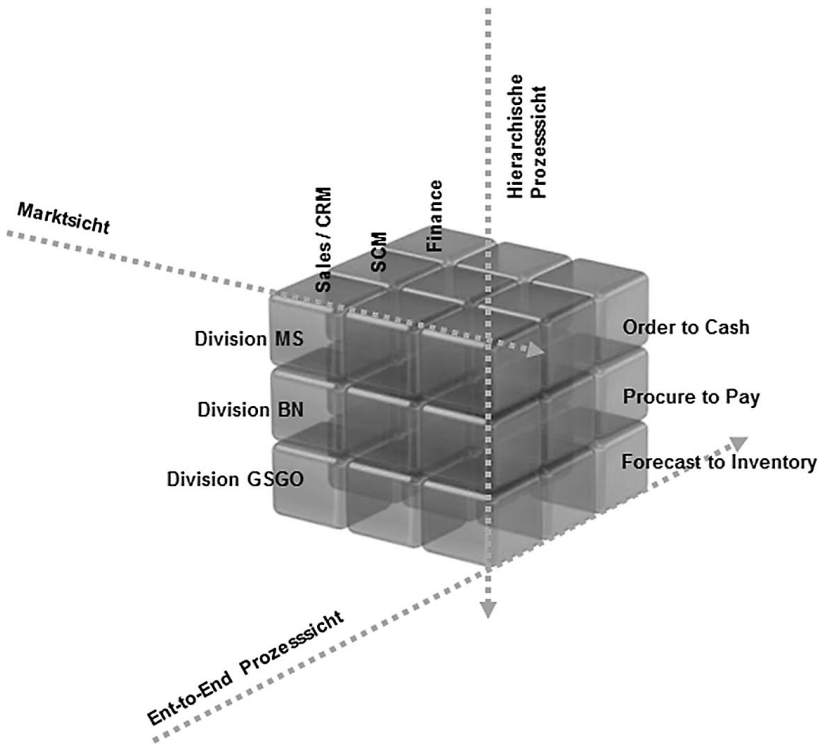 Hierarchische
Prozesssicht
Marktsicht
Sales / CRM
SCM
Finance
Division MS
Division BN
Division GSGO
Order to Cash
Procure to Pay
Forecast to Inventory
Ent-to-End Prozesssicht